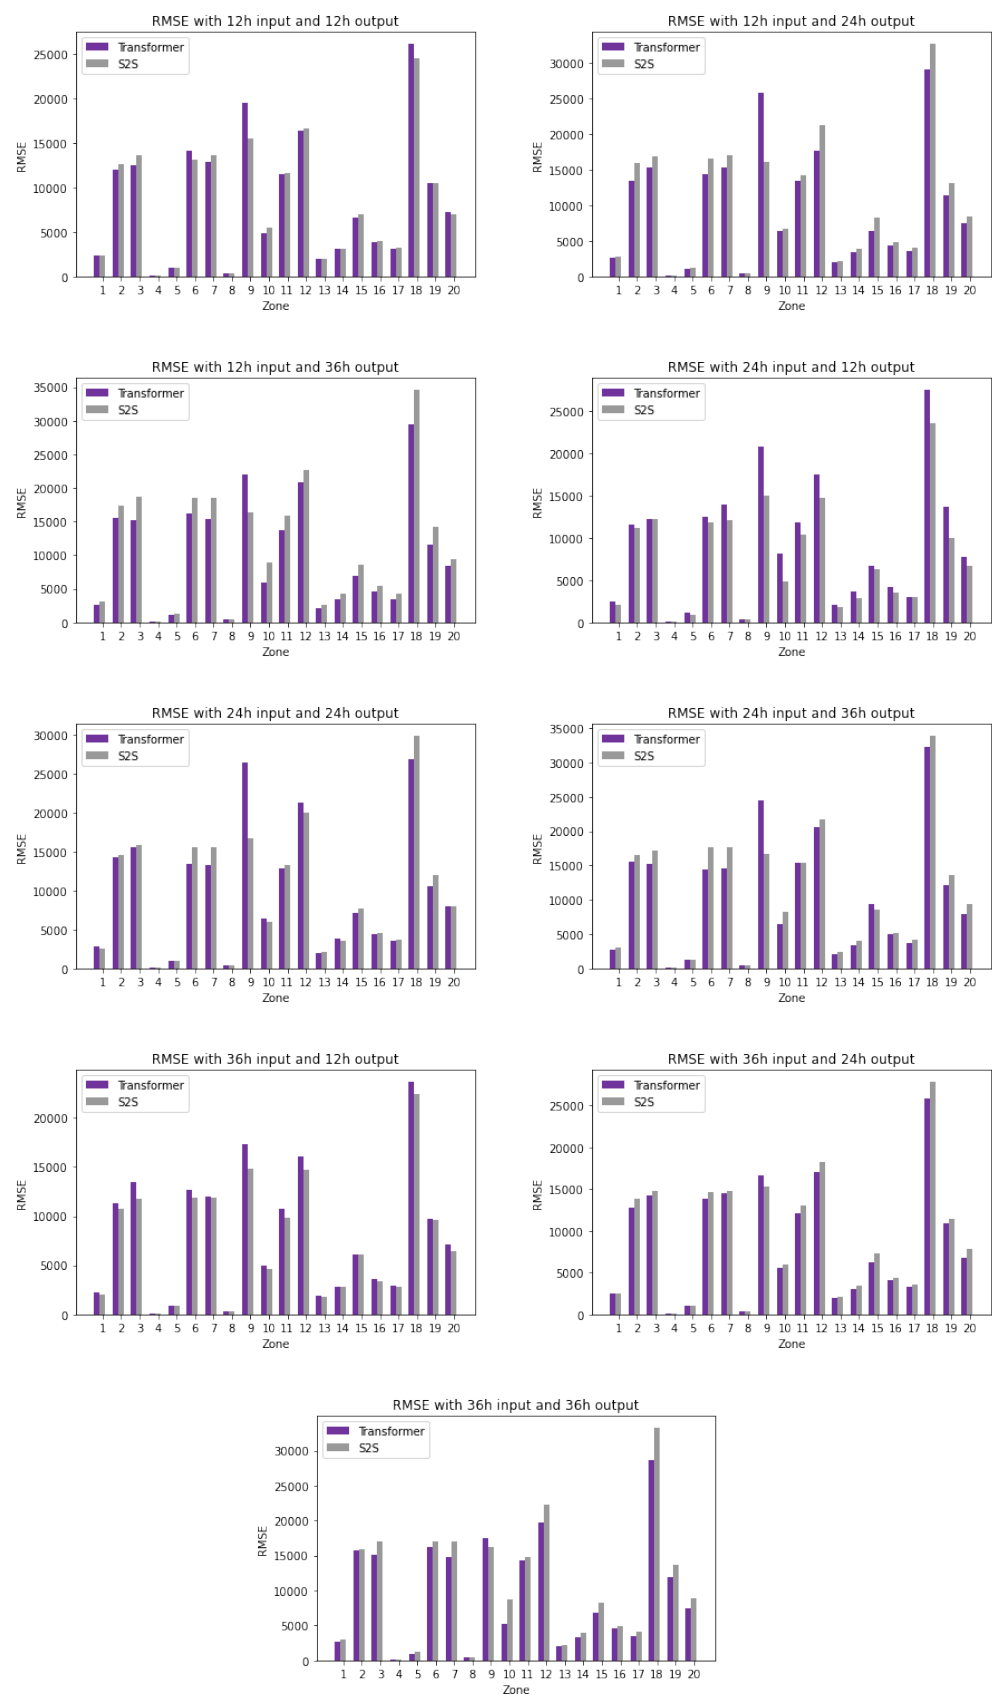 RMSE with 12h input and 12h output
Transformer
S2S
RMSE
25000
20000
15000
10000
5000
0
1 2 3 4 5 6 7 8 9 10 11 12 13 14 15 16 17 18 19 20
Zone
RMSE with 12h input and 24h output
Transformer
S2S
RMSE
30000
25000
20000
15000
10000
5000
0
1 2 3 4 5 6 7 8 9 10 11 12 13 14 15 16 17 18 19 20
Zone
RMSE with 12h input and 36h output
Transformer
S2S
RMSE
35000
30000
25000
20000
15000
10000
5000
0
1 2 3 4 5 6 7 8 9 10 11 12 13 14 15 16 17 18 19 20
Zone
RMSE with 24h input and 12h output
Transformer
S2S
RMSE
25000
20000
15000
10000
5000
0
1 2 3 4 5 6 7 8 9 10 11 12 13 14 15 16 17 18 19 20
Zone
RMSE with 24h input and 24h output
Transformer
S2S
RMSE
30000
25000
20000
15000
10000
5000
0
1 2 3 4 5 6 7 8 9 10 11 12 13 14 15 16 17 18 19 20
Zone
RMSE with 24h input and 36h output
Transformer
S2S
RMSE
35000
30000
25000
20000
15000
10000
5000
0
1 2 3 4 5 6 7 8 9 10 11 12 13 14 15 16 17 18 19 20
Zone
RMSE with 36h input and 12h output
Transformer
S2S
RMSE
20000
15000
10000
5000
0
1 2 3 4 5 6 7 8 9 10 11 12 13 14 15 16 17 18 19 20
Zone
RMSE with 36h input and 24h output
Transformer
S2S
RMSE
25000
20000
15000
10000
5000
0
1 2 3 4 5 6 7 8 9 10 11 12 13 14 15 16 17 18 19 20
Zone
RMSE with 36h input and 36h output
Transformer
S2S
RMSE
30000
25000
20000
15000
10000
5000
0
1 2 3 4 5 6 7 8 9 10 11 12 13 14 15 16 17 18 19 20
Zone